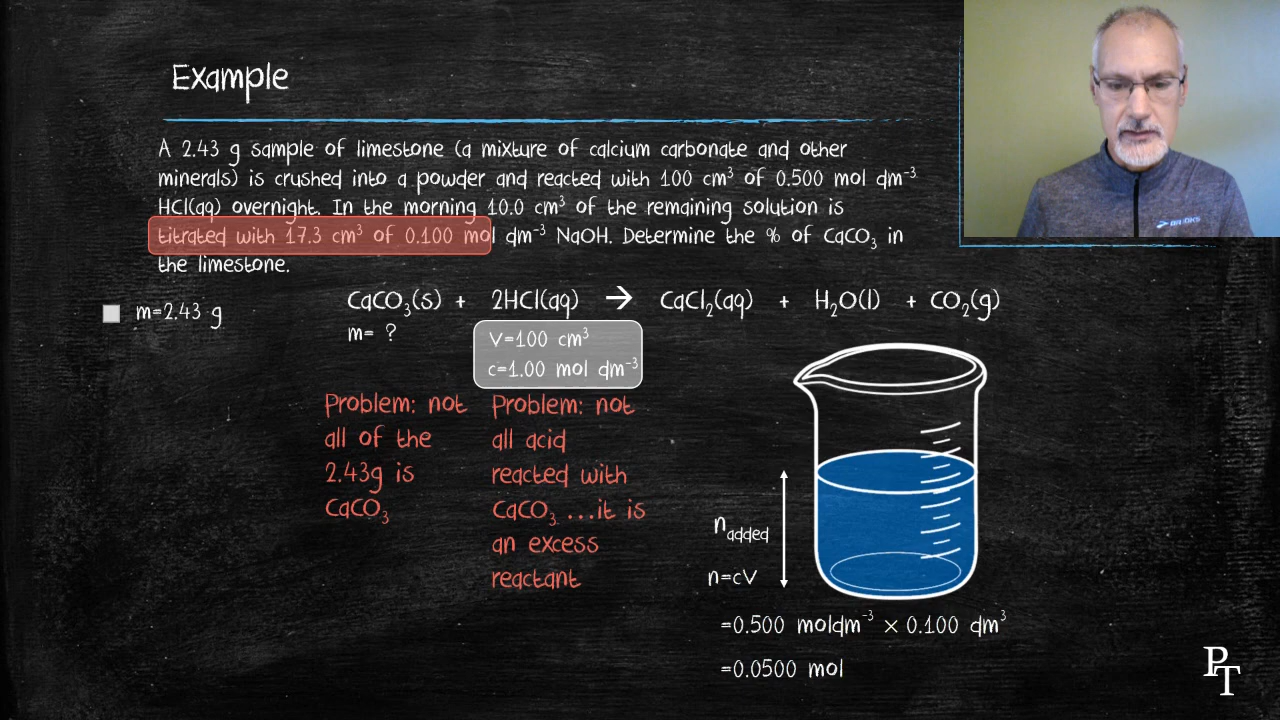 Example
A 2.43 g sample of limestone (a mixture of calcium carbonate and other
minerals) is crushed into a powder and reacted with 100 cm³ of 0.500 mol dm⁻³
HCl(aq) overnight. In the morning 10.0 cm³ of the remaining solution is
titrated with 17.3 cm³ of 0.100 mol dm⁻³ NaOH. Determine the % of CaCO₃ in
the limestone.
m=2.43 g
CaCO₃(s) + 2HCl(aq) → CaCl₂(aq) + H₂O(l) + CO₂(g)
m= ?
V=100 cm³
c=1.00 mol dm⁻³
Problem: not
all of the
2.43g is
CaCO₃
Problem: not
all acid
reacted with
CaCO₃ ...it is
an excess
reactant
n added
n=cV
=0.500 moldm⁻³ × 0.100 dm³
=0.0500 mol
BROOKS
PT